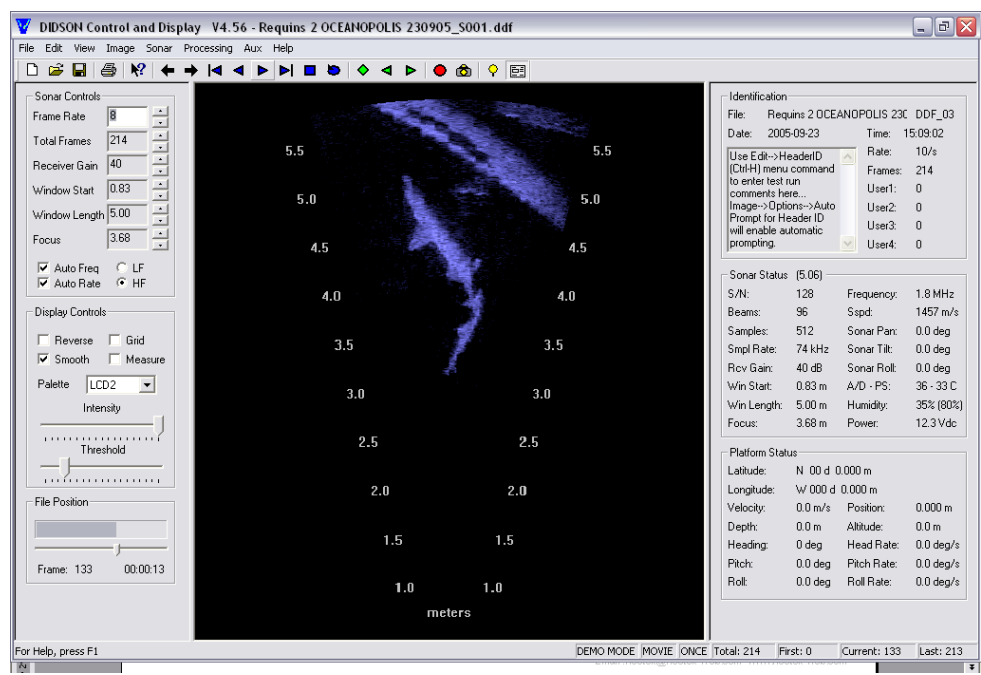 DIDSON Control and Display V4.56 - Requins 2 OCEANOPOLIS 230905_S001.ddf
File Edit View Image Sonar Processing Aux Help
Sonar Controls
Frame Rate 8
Total Frames 214
Receiver Gain 40
Window Start 0.83
Window Length 5.00
Focus 3.68
Auto Freq LF
Auto Rate HF
Display Controls
Reverse Grid
Smooth Measure
Palette LCD2
Intensity
Threshold
File Position
Frame: 133 00:00:13
5.5 5.5
5.0 5.0
4.5 4.5
4.0 4.0
3.5 3.5
3.0 3.0
2.5 2.5
2.0 2.0
1.5 1.5
1.0 1.0
meters
Identification
File: Requins 2 OCEANOPOLIS 230 DDF_03
Date: 2005-09-23 Time: 15:09:02
Use Edit-->HeaderID
(Ctrl-H) menu command
to enter test run
comments here...
Image-->Options-->Auto
Prompt for Header ID
will enable automatic
prompting.
Rate: 10/s
Frames: 214
User1: 0
User2: 0
User3: 0
User4: 0
Sonar Status (5.06)
S/N: 128 Frequency: 1.8 MHz
Beams: 96 Sspd: 1457 m/s
Samples: 512 Sonar Pan: 0.0 deg
Smpl Rate: 74 kHz Sonar Tilt: 0.0 deg
Rcv Gain: 40 dB Sonar Roll: 0.0 deg
Win Start: 0.83 m A/D - PS: 36 - 33 C
Win Length: 5.00 m Humidity: 35% (80%)
Focus: 3.68 m Power: 12.3 Vdc
Platform Status
Latitude: N 00 d 0.000 m
Longitude: W 000 d 0.000 m
Velocity: 0.0 m/s Position: 0.000 m
Depth: 0.0 m Altitude: 0.0 m
Heading: 0 deg Head Rate: 0.0 deg/s
Pitch: 0.0 deg Pitch Rate: 0.0 deg/s
Roll: 0.0 deg Roll Rate: 0.0 deg/s
For Help, press F1 DEMO MODE MOVIE ONCE Total: 214 First: 0 Current: 133 Last: 213